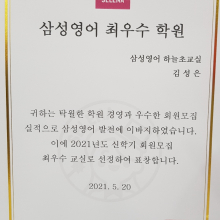 삼성영어 최우수 학원
삼성영어 하늘초교실
김성은
귀하는 탁월한 학원 경영과 우수한 회원모집
실적으로 삼성영어 발전에 이바지하였습니다.
이에 2021년도 신학기 회원모집
최우수 교실로 선정하여 표창합니다.
2021. 5. 20